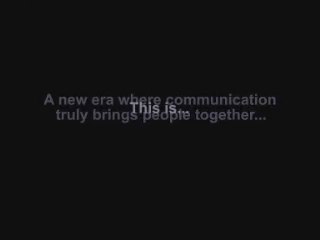 A new era where communication
truly brings people together...
This is...